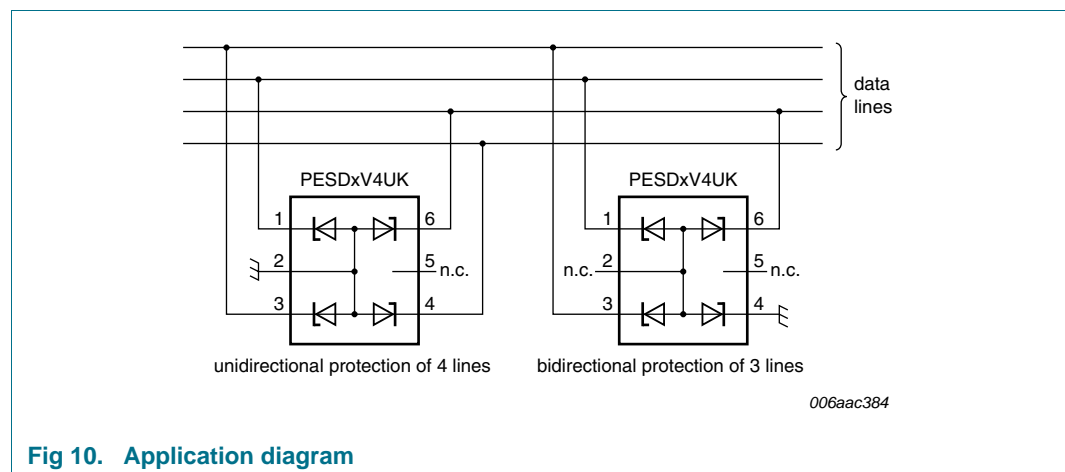 data
lines
PESDxV4UK
PESDxV4UK
1
6
1
6
2
5
n.c.
n.c.
2
5
n.c.
3
4
3
4
unidirectional protection of 4 lines
bidirectional protection of 3 lines
006aac384
Fig 10. Application diagram